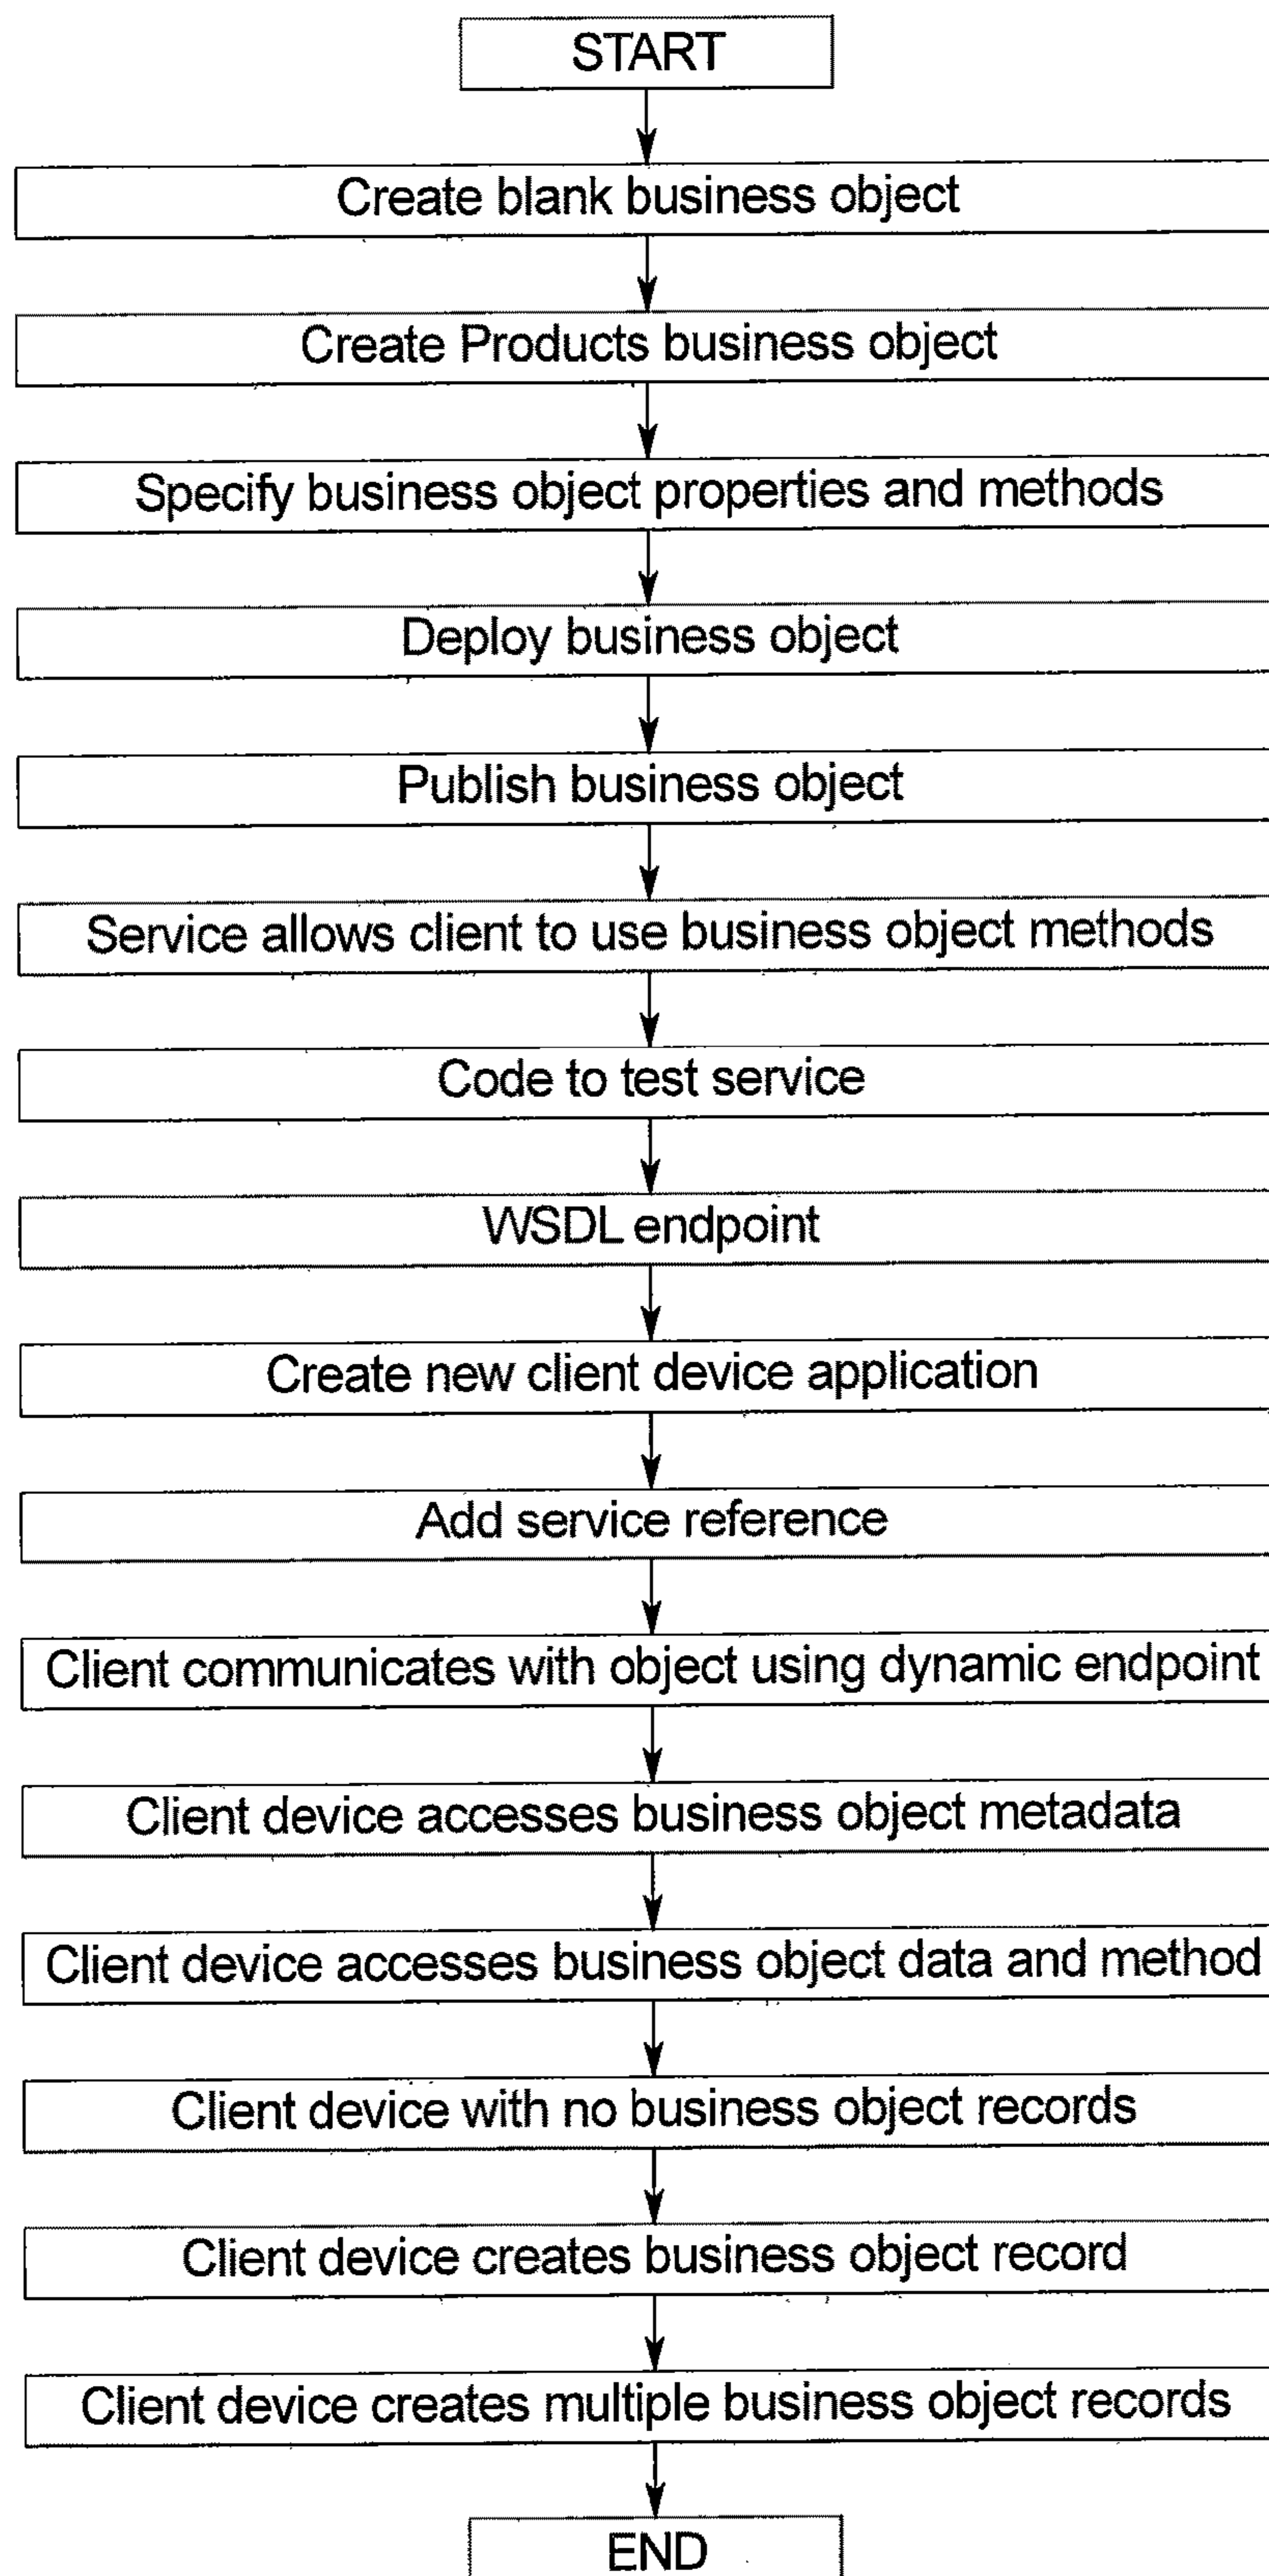 START
Create blank business object
Create Products business object
Specify business object properties and methods
Deploy business object
Publish business object
Service allows client to use business object methods
Code to test service
WSDL endpoint
Create new client device application
Add service reference
Client communicates with object using dynamic endpoint
Client device accesses business object metadata
Client device accesses business object data and method
Client device with no business object records
Client device creates business object record
Client device creates multiple business object records
END